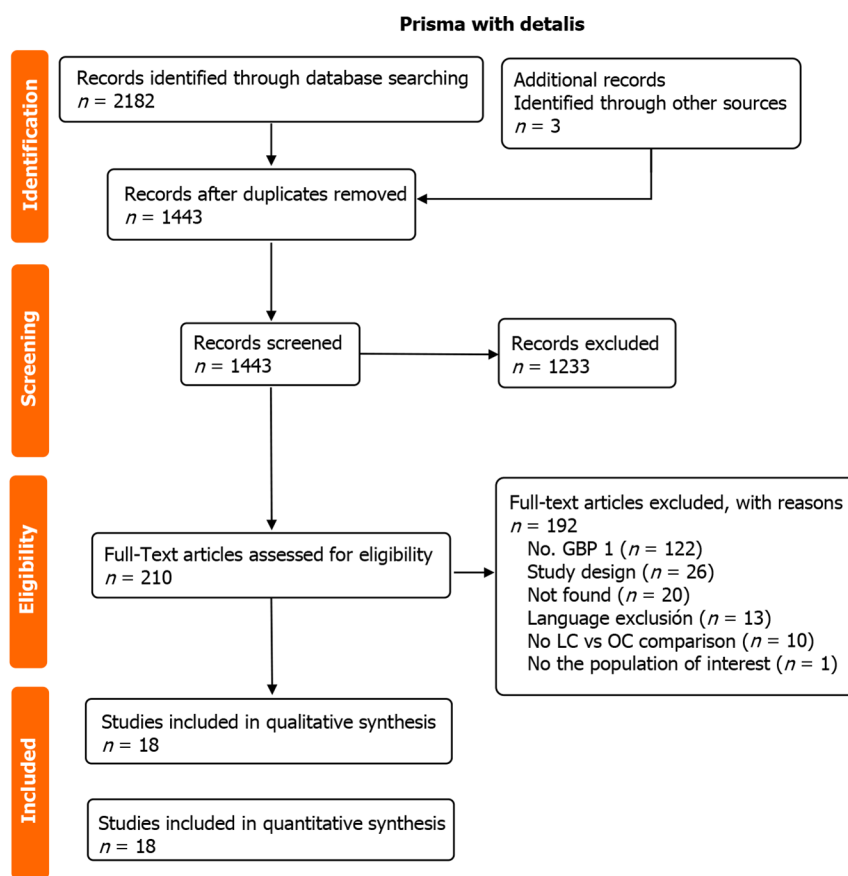 Prisma with detalis
Identification
Records identified through database searching
n = 2182
Additional records
Identified through other sources
n = 3
Records after duplicates removed
n = 1443
Screening
Records screened
n = 1443
Records excluded
n = 1233
Eligibility
Full-Text articles assessed for eligibility
n = 210
Full-text articles excluded, with reasons
n = 192
No. GBP 1 (n = 122)
Study design (n = 26)
Not found (n = 20)
Language exclusión (n = 13)
No LC vs OC comparison (n = 10)
No the population of interest (n = 1)
Included
Studies included in qualitative synthesis
n = 18
Studies included in quantitative synthesis
n = 18